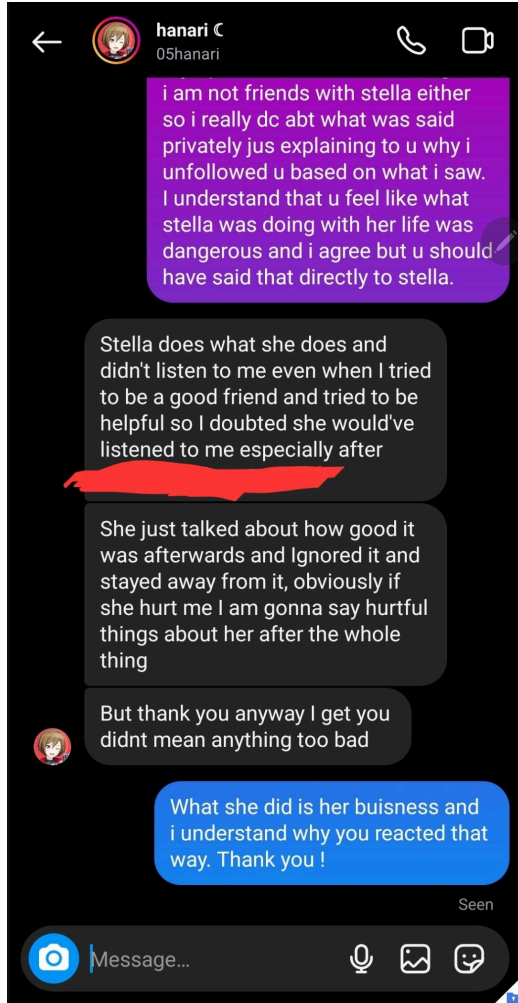 hanari ☾
05hanari
i am not friends with stella either
so i really dc abt what was said
privately jus explaining to u why i
unfollowed u based on what i saw.
I understand that u feel like what
stella was doing with her life was
dangerous and i agree but u should
have said that directly to stella.
Stella does what she does and
didn't listen to me even when I tried
to be a good friend and tried to be
helpful so I doubted she would've
listened to me especially after
She just talked about how good it
was afterwards and Ignored it and
stayed away from it, obviously if
she hurt me I am gonna say hurtful
things about her after the whole
thing
But thank you anyway I get you
didnt mean anything too bad
What she did is her buisness and
i understand why you reacted that
way. Thank you !
Seen
Message...